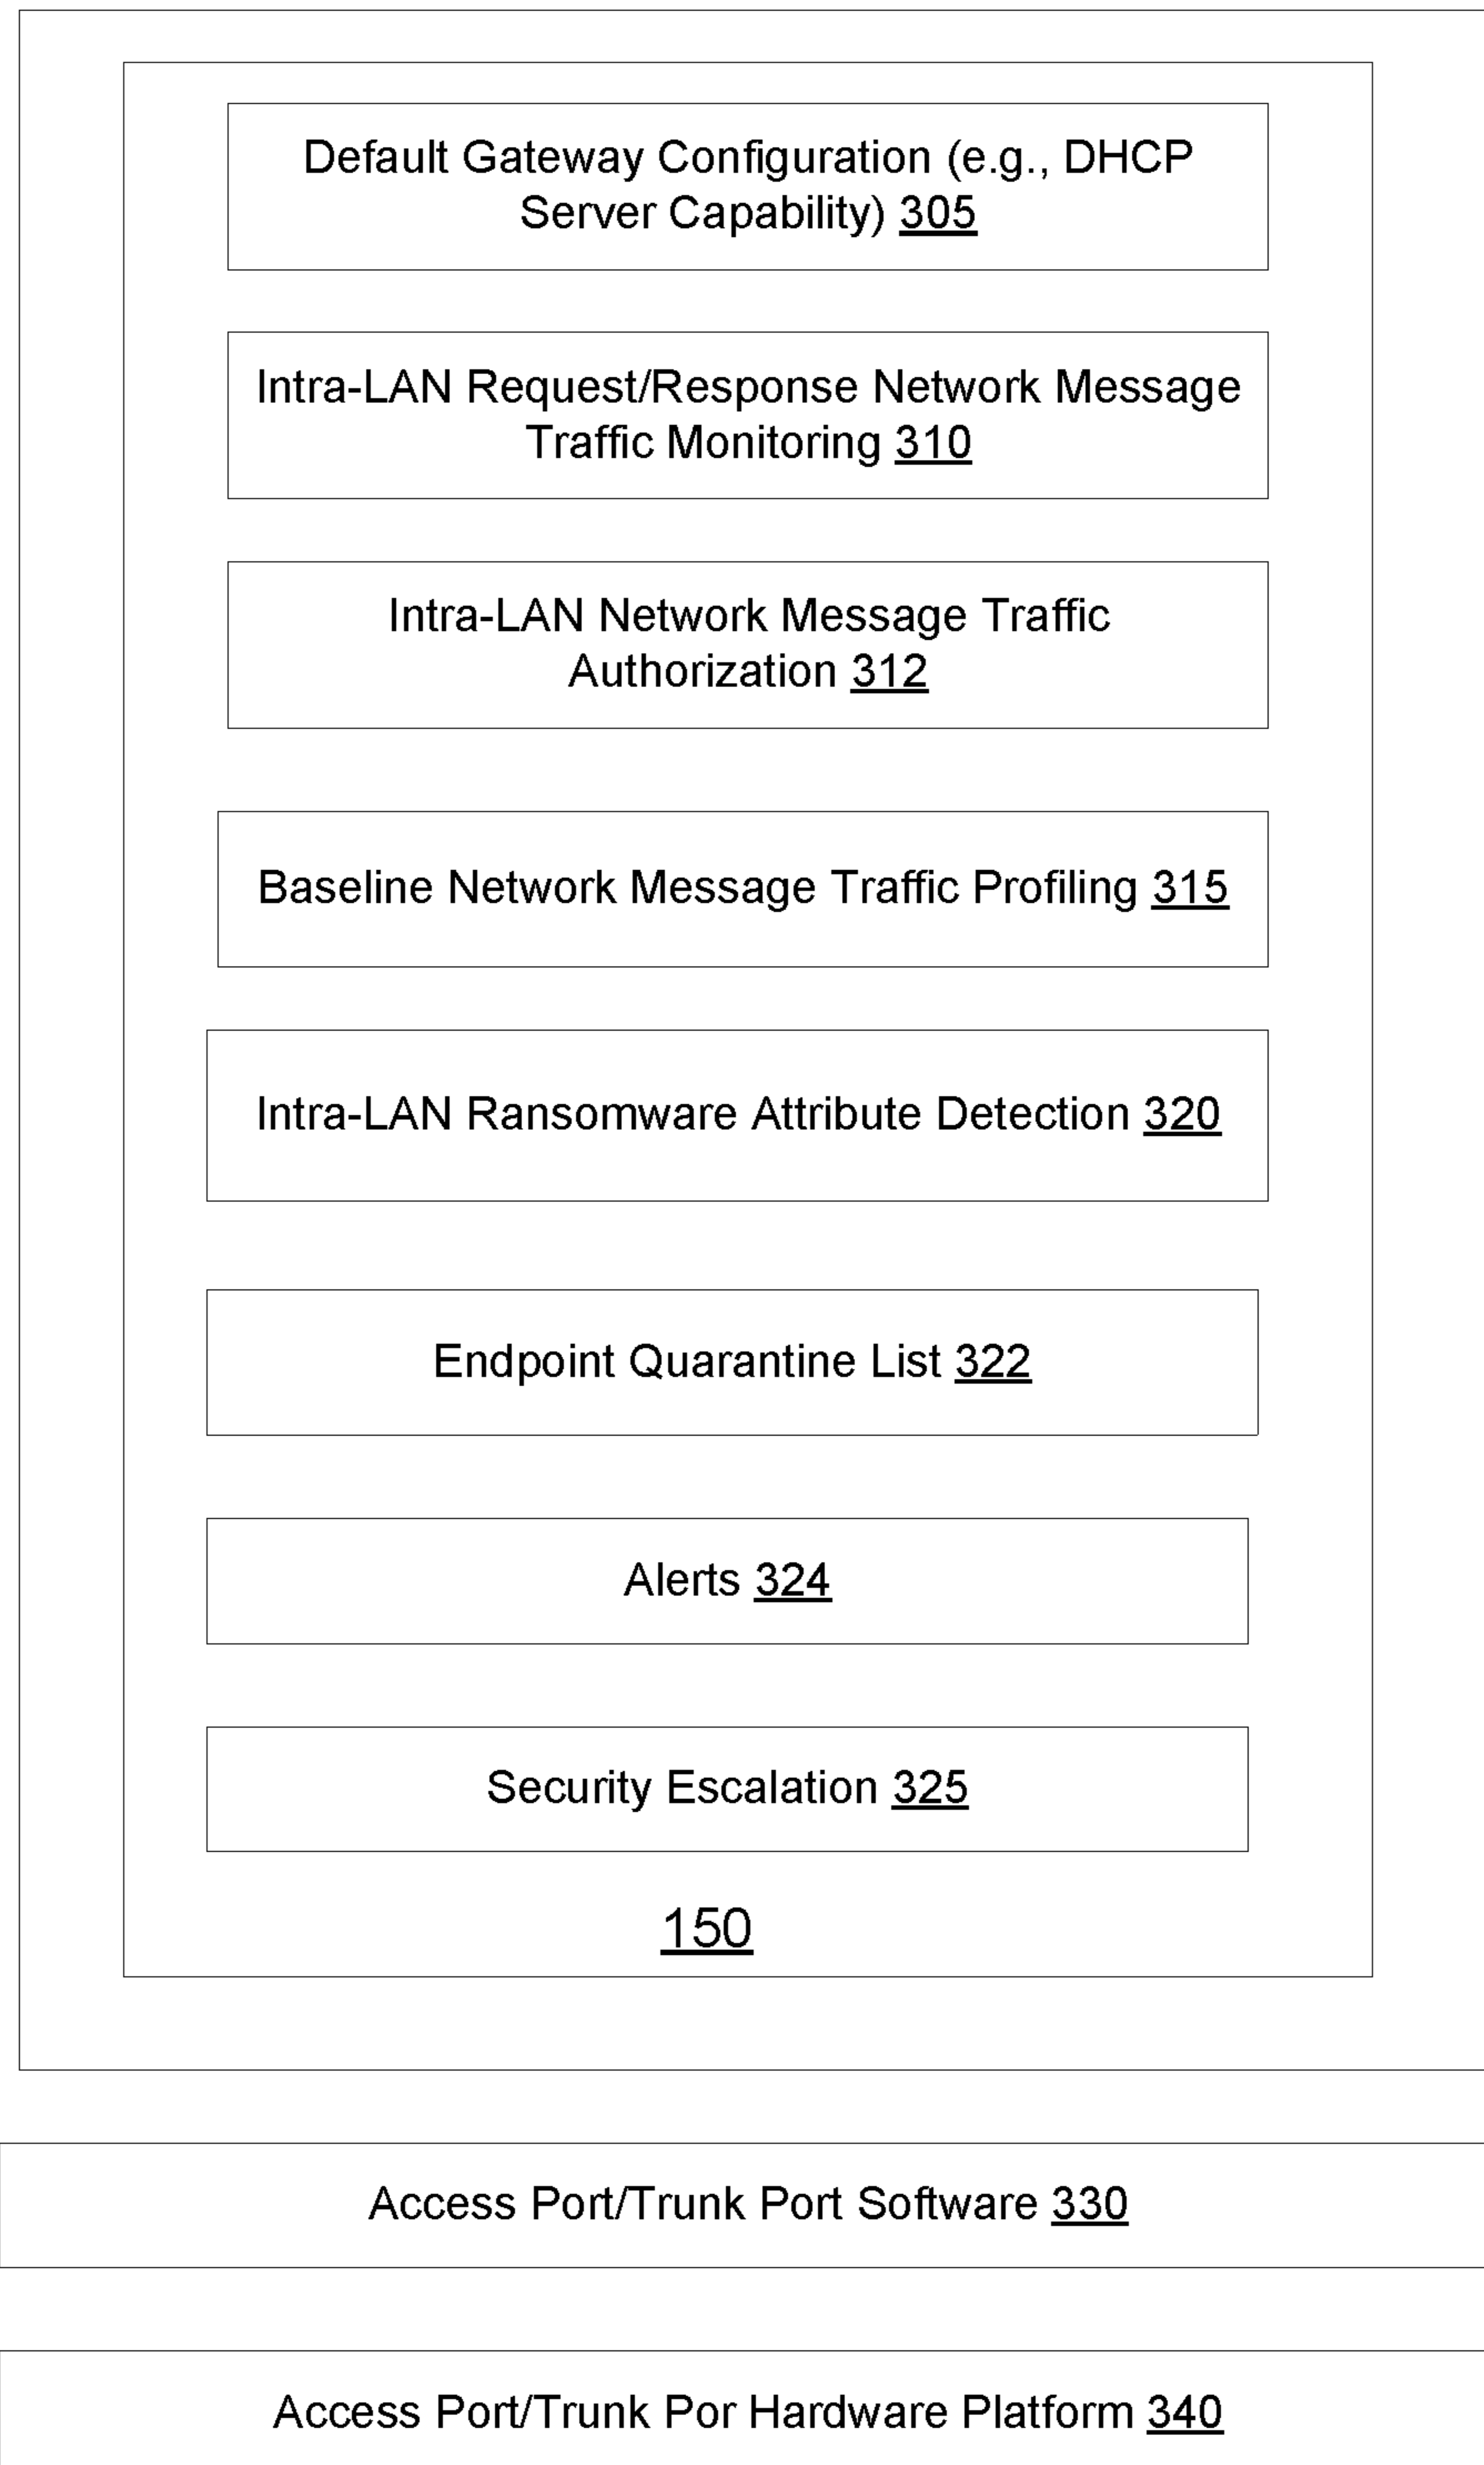 Default Gateway Configuration (e.g., DHCP
Server Capability) 305
Intra-LAN Request/Response Network Message
Traffic Monitoring 310
Intra-LAN Network Message Traffic
Authorization 312
Baseline Network Message Traffic Profiling 315
Intra-LAN Ransomware Attribute Detection 320
Endpoint Quarantine List 322
Alerts 324
Security Escalation 325
150
Access Port/Trunk Port Software 330
Access Port/Trunk Por Hardware Platform 340